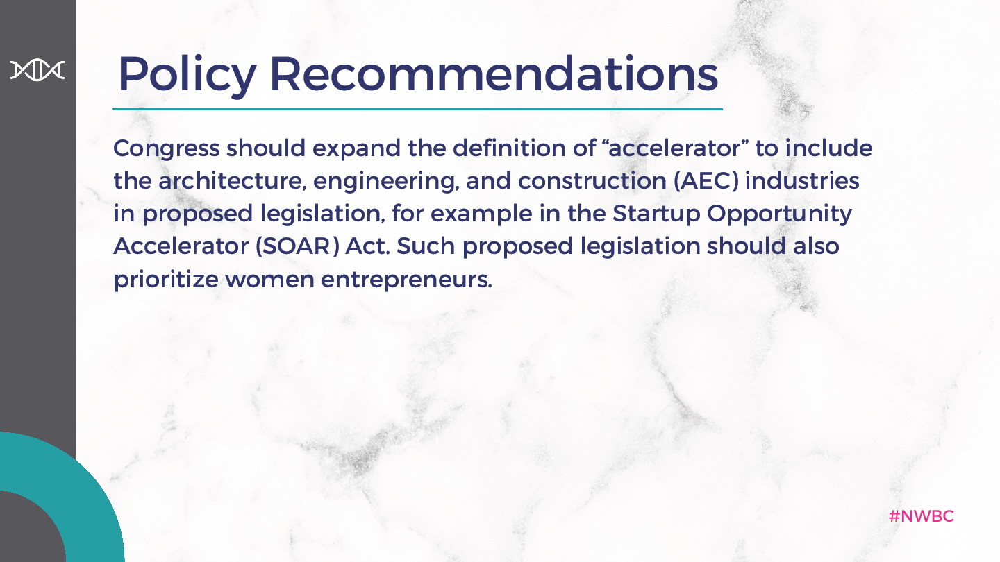 Policy Recommendations
Congress should expand the definition of “accelerator” to include
the architecture, engineering, and construction (AEC) industries
in proposed legislation, for example in the Startup Opportunity
Accelerator (SOAR) Act. Such proposed legislation should also
prioritize women entrepreneurs.
#NWBC